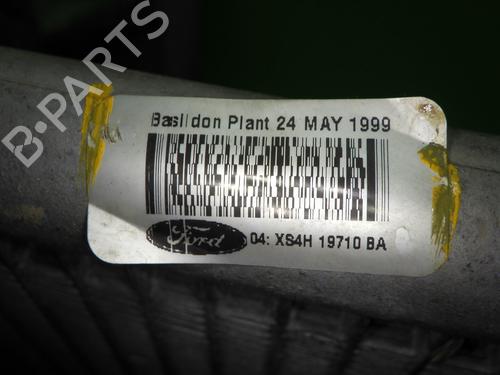 B-PARTS
Basildon Plant 24 MAY 1999
Ford
04: XS4H 19710 BA